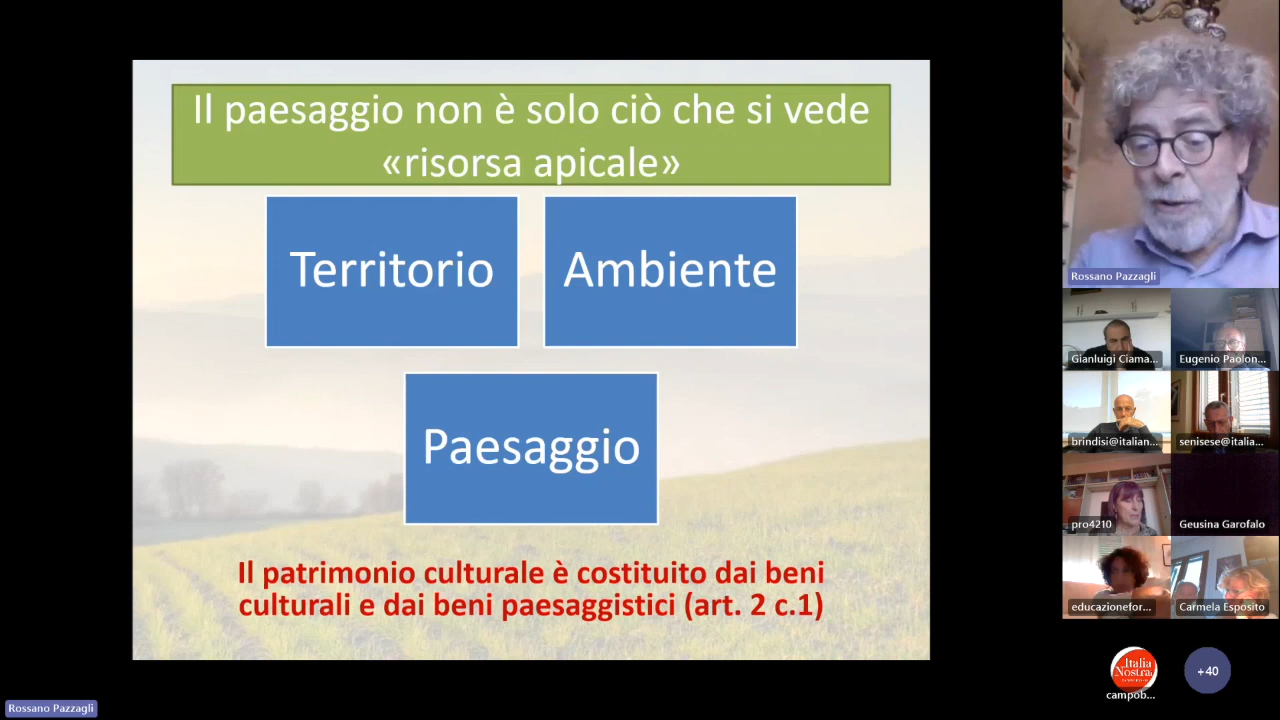 Il paesaggio non è solo ciò che si vede
«risorsa apicale»
Territorio
Ambiente
Paesaggio
Il patrimonio culturale è costituito dai beni
culturali e dai beni paesaggistici (art. 2 c.1)
Rossano Pazzagli
Gianluigi Ciama...
Eugenio Paolon...
brindisi@italian...
senisese@italia...
pro4210
Geusina Garofalo
educazionefor...
Carmela Esposito
Italia
Nostra
campob...
+40
Rossano Pazzagli